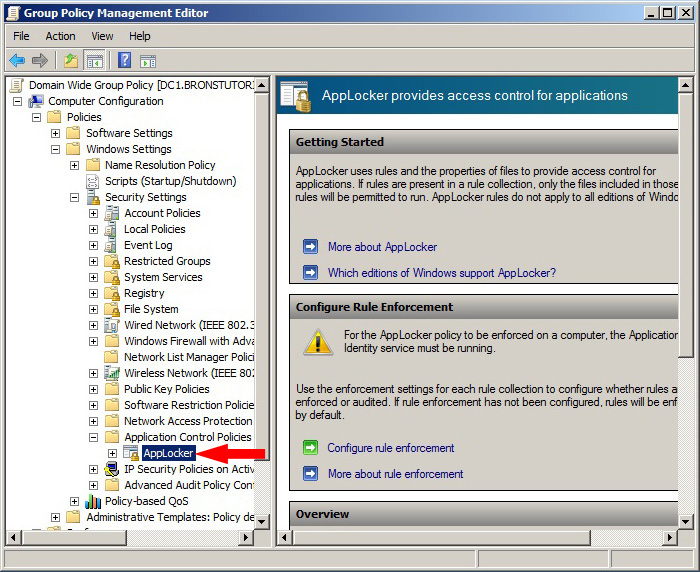 Group Policy Management Editor
File Action View Help
Domain Wide Group Policy [DC1.BRONSTUTOR
Computer Configuration
Policies
Software Settings
Windows Settings
Name Resolution Policy
Scripts (Startup/Shutdown)
Security Settings
Account Policies
Local Policies
Event Log
Restricted Groups
System Services
Registry
File System
Wired Network (IEEE 802.3
Windows Firewall with Adva
Network List Manager Polici
Wireless Network (IEEE 802
Public Key Policies
Software Restriction Policie
Network Access Protection
Application Control Policies
AppLocker
IP Security Policies on Activ
Advanced Audit Policy Con
Policy-based QoS
Administrative Templates: Policy de
AppLocker provides access control for applications
Getting Started
AppLocker uses rules and the properties of files to provide access control for
applications. If rules are present in a rule collection, only the files included in those
rules will be permitted to run. AppLocker rules do not apply to all editions of Windo
More about AppLocker
Which editions of Windows support AppLocker?
Configure Rule Enforcement
For the AppLocker policy to be enforced on a computer, the Application
Identity service must be running.
Use the enforcement settings for each rule collection to configure whether rules a
enforced or audited. If rule enforcement has not been configured, rules will be enf
by default.
Configure rule enforcement
More about rule enforcement
Overview